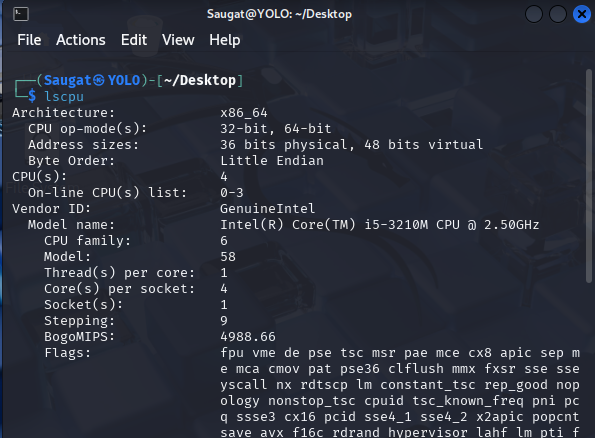 Saugat@YOLO: ~/Desktop
File Actions Edit View Help
┌──(Saugat㉿YOLO)-[~/Desktop]
└─$ lscpu
Architecture: x86_64
CPU op-mode(s): 32-bit, 64-bit
Address sizes: 36 bits physical, 48 bits virtual
Byte Order: Little Endian
CPU(s): 4
On-line CPU(s) list: 0-3
Vendor ID: GenuineIntel
Model name: Intel(R) Core(TM) i5-3210M CPU @ 2.50GHz
CPU family: 6
Model: 58
Thread(s) per core: 1
Core(s) per socket: 4
Socket(s): 1
Stepping: 9
BogoMIPS: 4988.66
Flags: fpu vme de pse tsc msr pae mce cx8 apic sep m
e mca cmov pat pse36 clflush mmx fxsr sse sse
yscall nx rdtscp lm constant_tsc rep_good nop
ology nonstop_tsc cpuid tsc_known_freq pni pc
q ssse3 cx16 pcid sse4_1 sse4_2 x2apic popcnt
save avx f16c rdrand hypervisor lahf_lm pti f